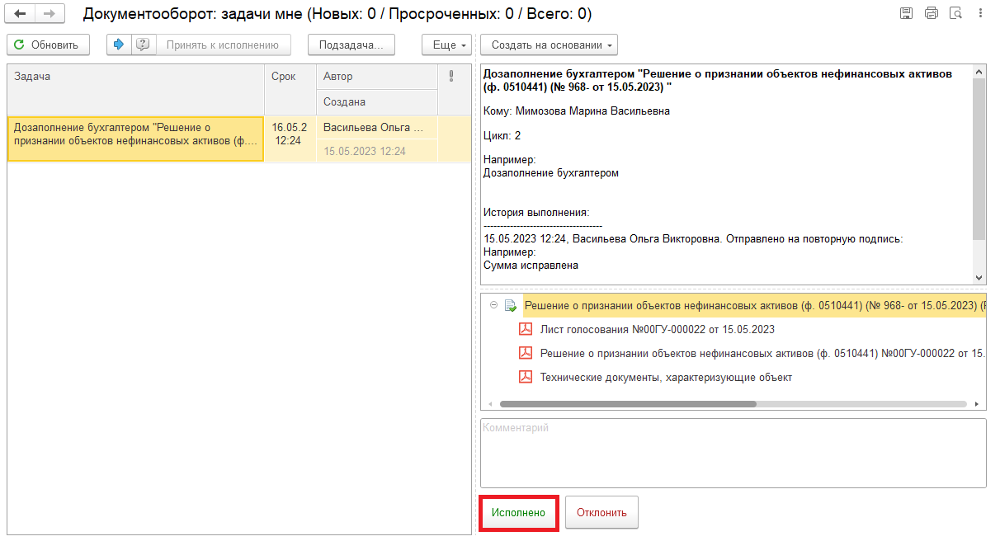 Документооборот: задачи мне (Новых: 0 / Просроченных: 0 / Всего: 0)
Обновить
Принять к исполнению
Подзадача...
Еще
Создать на основании
Задача
Срок
Автор
Создана
Дозаполнение бухгалтером "Решение о
признании объектов нефинансовых активов (ф....
16.05.2
12:24
Васильева Ольга ...
15.05.2023 12:24
Дозаполнение бухгалтером "Решение о признании объектов нефинансовых активов
(ф. 0510441) (№ 968- от 15.05.2023) "
Кому: Мимозова Марина Васильевна
Цикл: 2
Например:
Дозаполнение бухгалтером
История выполнения:
------------------------------------
15.05.2023 12:24, Васильева Ольга Викторовна. Отправлено на повторную подпись:
Например:
Сумма исправлена
Решение о признании объектов нефинансовых активов (ф. 0510441) (№ 968- от 15.05.2023) (
Лист голосования №00ГУ-000022 от 15.05.2023
Решение о признании объектов нефинансовых активов (ф. 0510441) №00ГУ-000022 от 15.
Технические документы, характеризующие объект
Комментарий
Исполнено
Отклонить